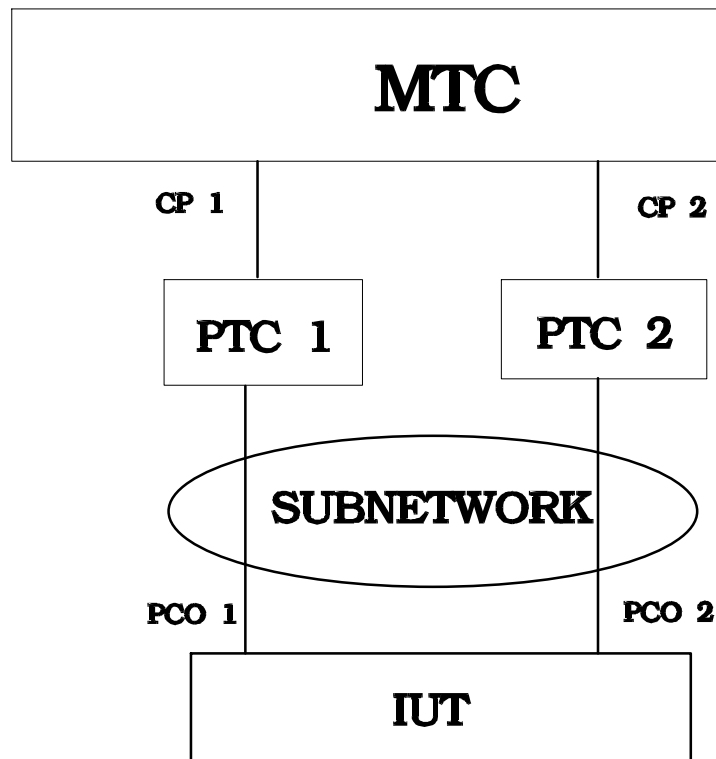 MTC
CP 1
CP 2
PTC 1
PTC 2
SUBNETWORK
PCO 1
PCO 2
IUT